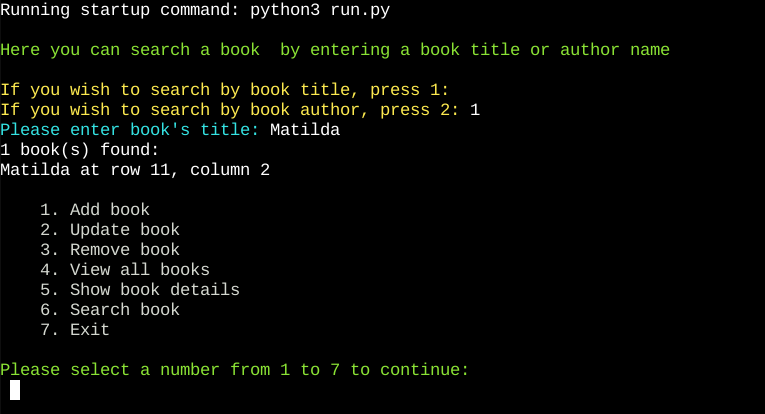 Running startup command: python3 run.py
Here you can search a book  by entering a book title or author name
If you wish to search by book title, press 1:
If you wish to search by book author, press 2: 1
Please enter book's title: Matilda
1 book(s) found:
Matilda at row 11, column 2
1. Add book
2. Update book
3. Remove book
4. View all books
5. Show book details
6. Search book
7. Exit
Please select a number from 1 to 7 to continue: